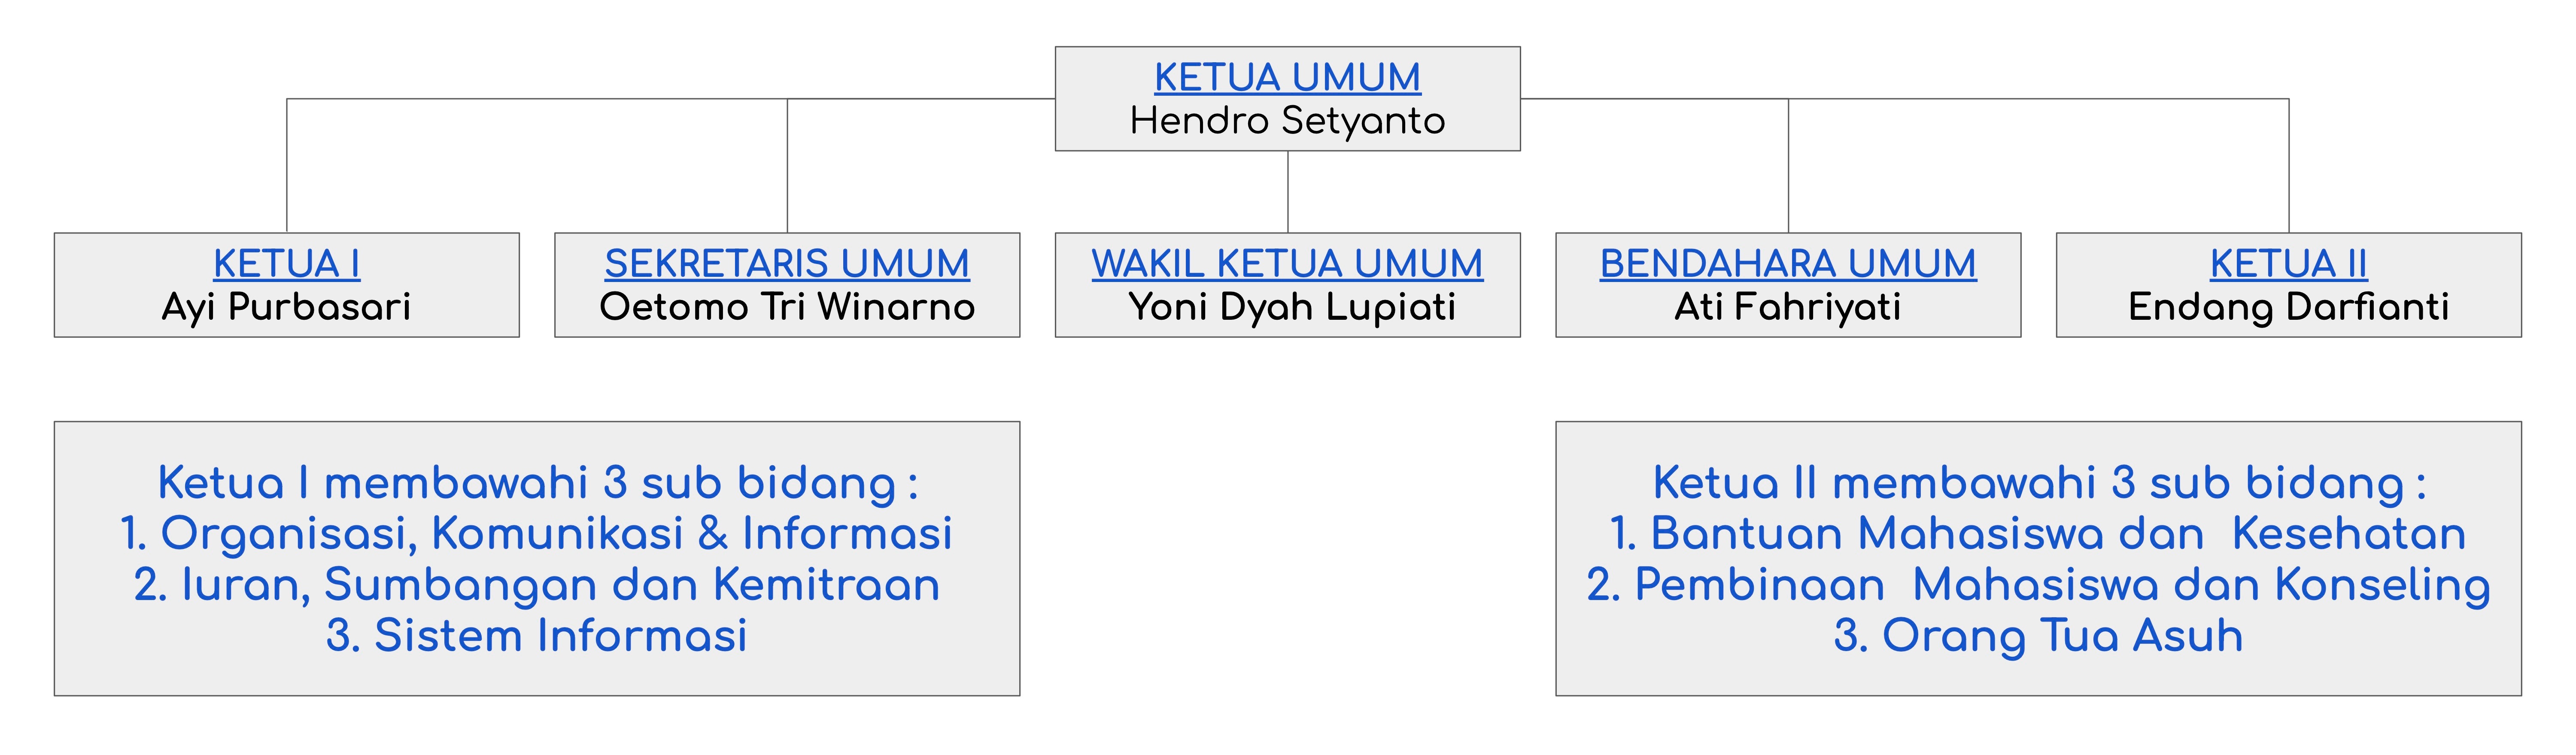 KETUA UMUM
Hendro Setyanto
KETUA I
Ayi Purbasari
SEKRETARIS UMUM
Oetomo Tri Winarno
WAKIL KETUA UMUM
Yoni Dyah Lupiati
BENDAHARA UMUM
Ati Fahriyati
KETUA II
Endang Darfianti
Ketua I membawahi 3 sub bidang :
1. Organisasi, Komunikasi & Informasi
2. Iuran, Sumbangan dan Kemitraan
3. Sistem Informasi
Ketua II membawahi 3 sub bidang :
1. Bantuan Mahasiswa dan  Kesehatan
2. Pembinaan  Mahasiswa dan Konseling
3. Orang Tua Asuh